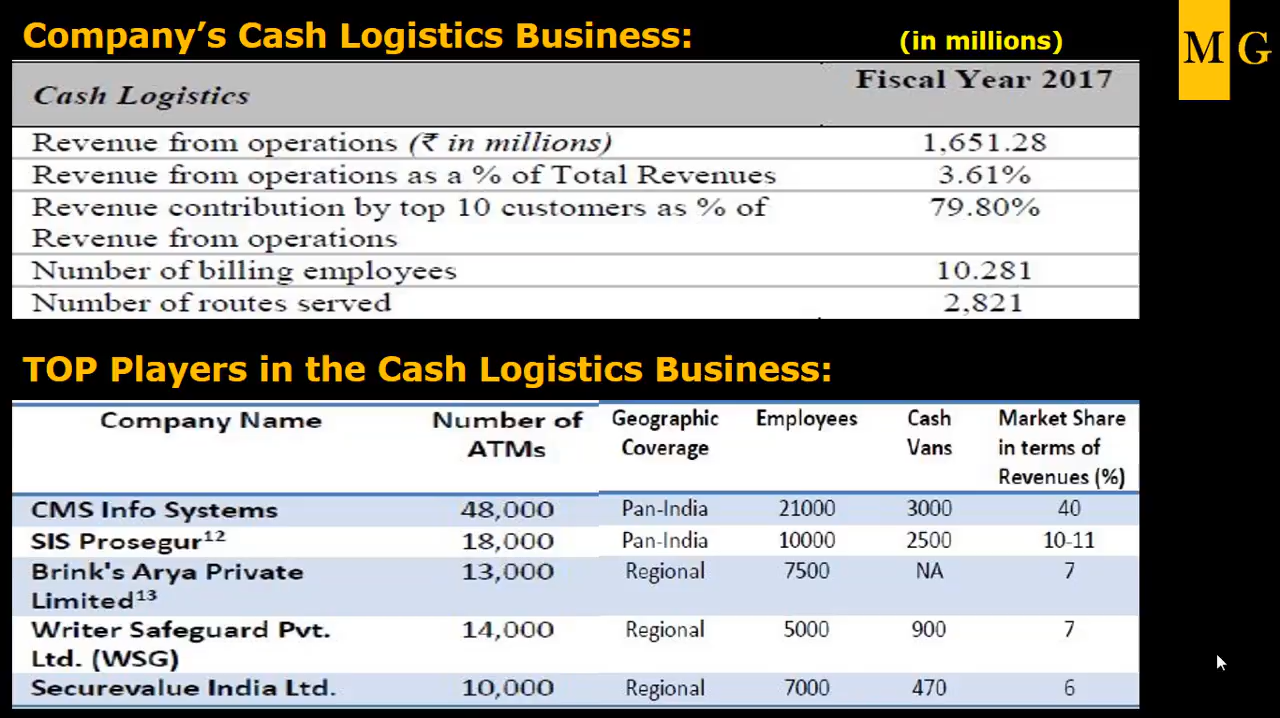 Company’s Cash Logistics Business: (in millions) M G
Cash Logistics Fiscal Year 2017
Revenue from operations (₹ in millions) 1,651.28
Revenue from operations as a % of Total Revenues 3.61%
Revenue contribution by top 10 customers as % of 79.80%
Revenue from operations
Number of billing employees 10.281
Number of routes served 2,821
TOP Players in the Cash Logistics Business:
Company Name Number of Geographic Employees Cash Market Share
ATMs Coverage Vans in terms of
Revenues (%)
CMS Info Systems 48,000 Pan-India 21000 3000 40
SIS Prosegur¹² 18,000 Pan-India 10000 2500 10-11
Brink's Arya Private 13,000 Regional 7500 NA 7
Limited¹³
Writer Safeguard Pvt. 14,000 Regional 5000 900 7
Ltd. (WSG)
Securevalue India Ltd. 10,000 Regional 7000 470 6